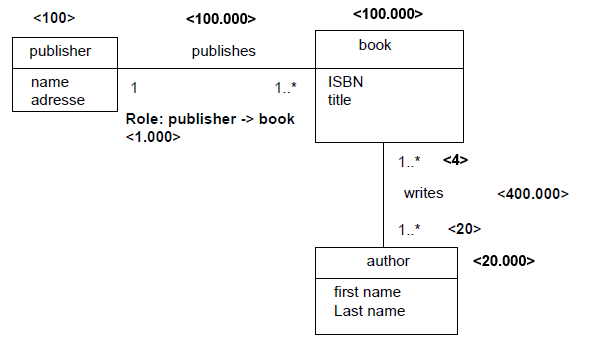 <100>
<100.000>
<100.000>
publisher
publishes
book
name
adresse
1
1..*
ISBN
title
Role: publisher -> book
<1.000>
1..* <4>
writes
<400.000>
1..* <20>
author
<20.000>
first name
Last name